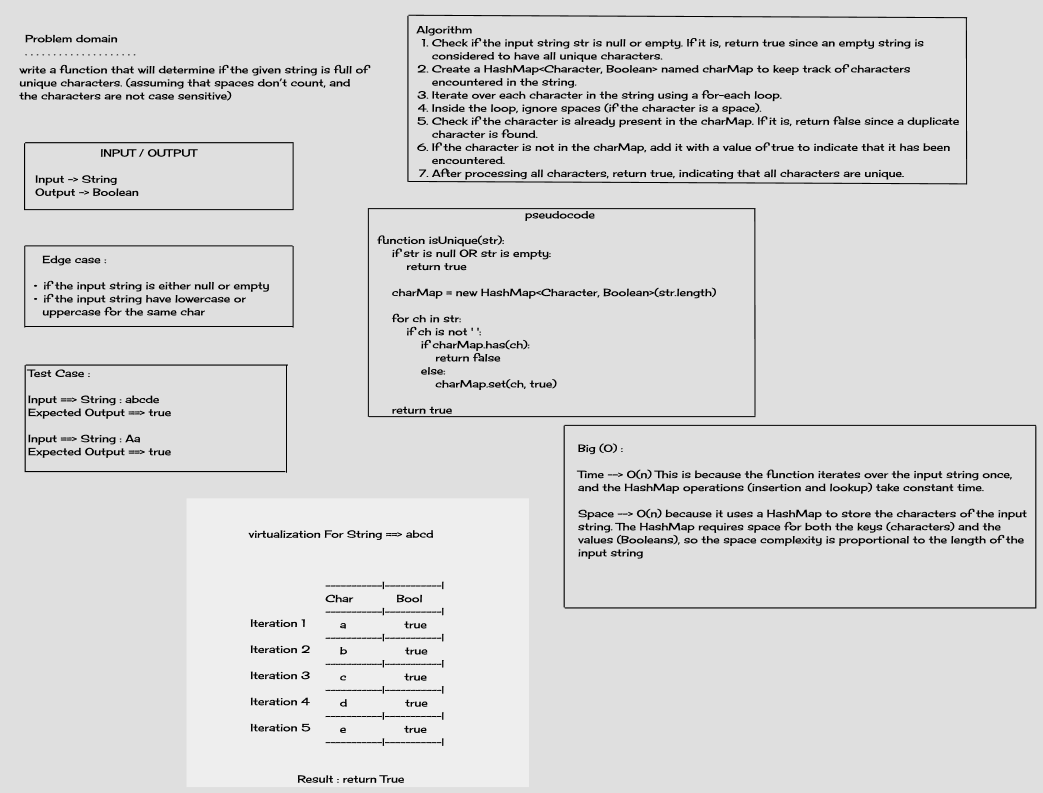 Problem domain
. . . . . . . . . . . . . . . . . . . .
write a function that will determine if the given string is full of
unique characters. (assuming that spaces don't count, and
the characters are not case sensitive)
INPUT / OUTPUT
Input -> String
Output -> Boolean
Edge case :
• if the input string is either null or empty
• if the input string have lowercase or
uppercase for the same char
Test Case :
Input ==> String : abcde
Expected Output ==> true
Input ==> String : Aa
Expected Output ==> true
Algorithm
1. Check if the input string str is null or empty. If it is, return true since an empty string is
considered to have all unique characters.
2. Create a HashMap<Character, Boolean> named charMap to keep track of characters
encountered in the string.
3. Iterate over each character in the string using a for-each loop.
4. Inside the loop, ignore spaces (if the character is a space).
5. Check if the character is already present in the charMap. If it is, return false since a duplicate
character is found.
6. If the character is not in the charMap, add it with a value of true to indicate that it has been
encountered.
7. After processing all characters, return true, indicating that all characters are unique.
pseudocode
function isUnique(str):
if str is null OR str is empty:
return true
charMap = new HashMap<Character, Boolean>(str.length)
for ch in str:
if ch is not ' ':
if charMap.has(ch):
return false
else:
charMap.set(ch, true)
return true
Big (O) :
Time --> O(n) This is because the function iterates over the input string once,
and the HashMap operations (insertion and lookup) take constant time.
Space --> O(n) because it uses a HashMap to store the characters of the input
string. The HashMap requires space for both the keys (characters) and the
values (Booleans), so the space complexity is proportional to the length of the
input string
virtualization For String ==> abcd
------------|------------|
Char Bool
------------|------------|
Iteration 1 a true
------------|------------|
Iteration 2 b true
------------|------------|
Iteration 3 c true
------------|------------|
Iteration 4 d true
------------|------------|
Iteration 5 e true
------------|------------|
Result : return True